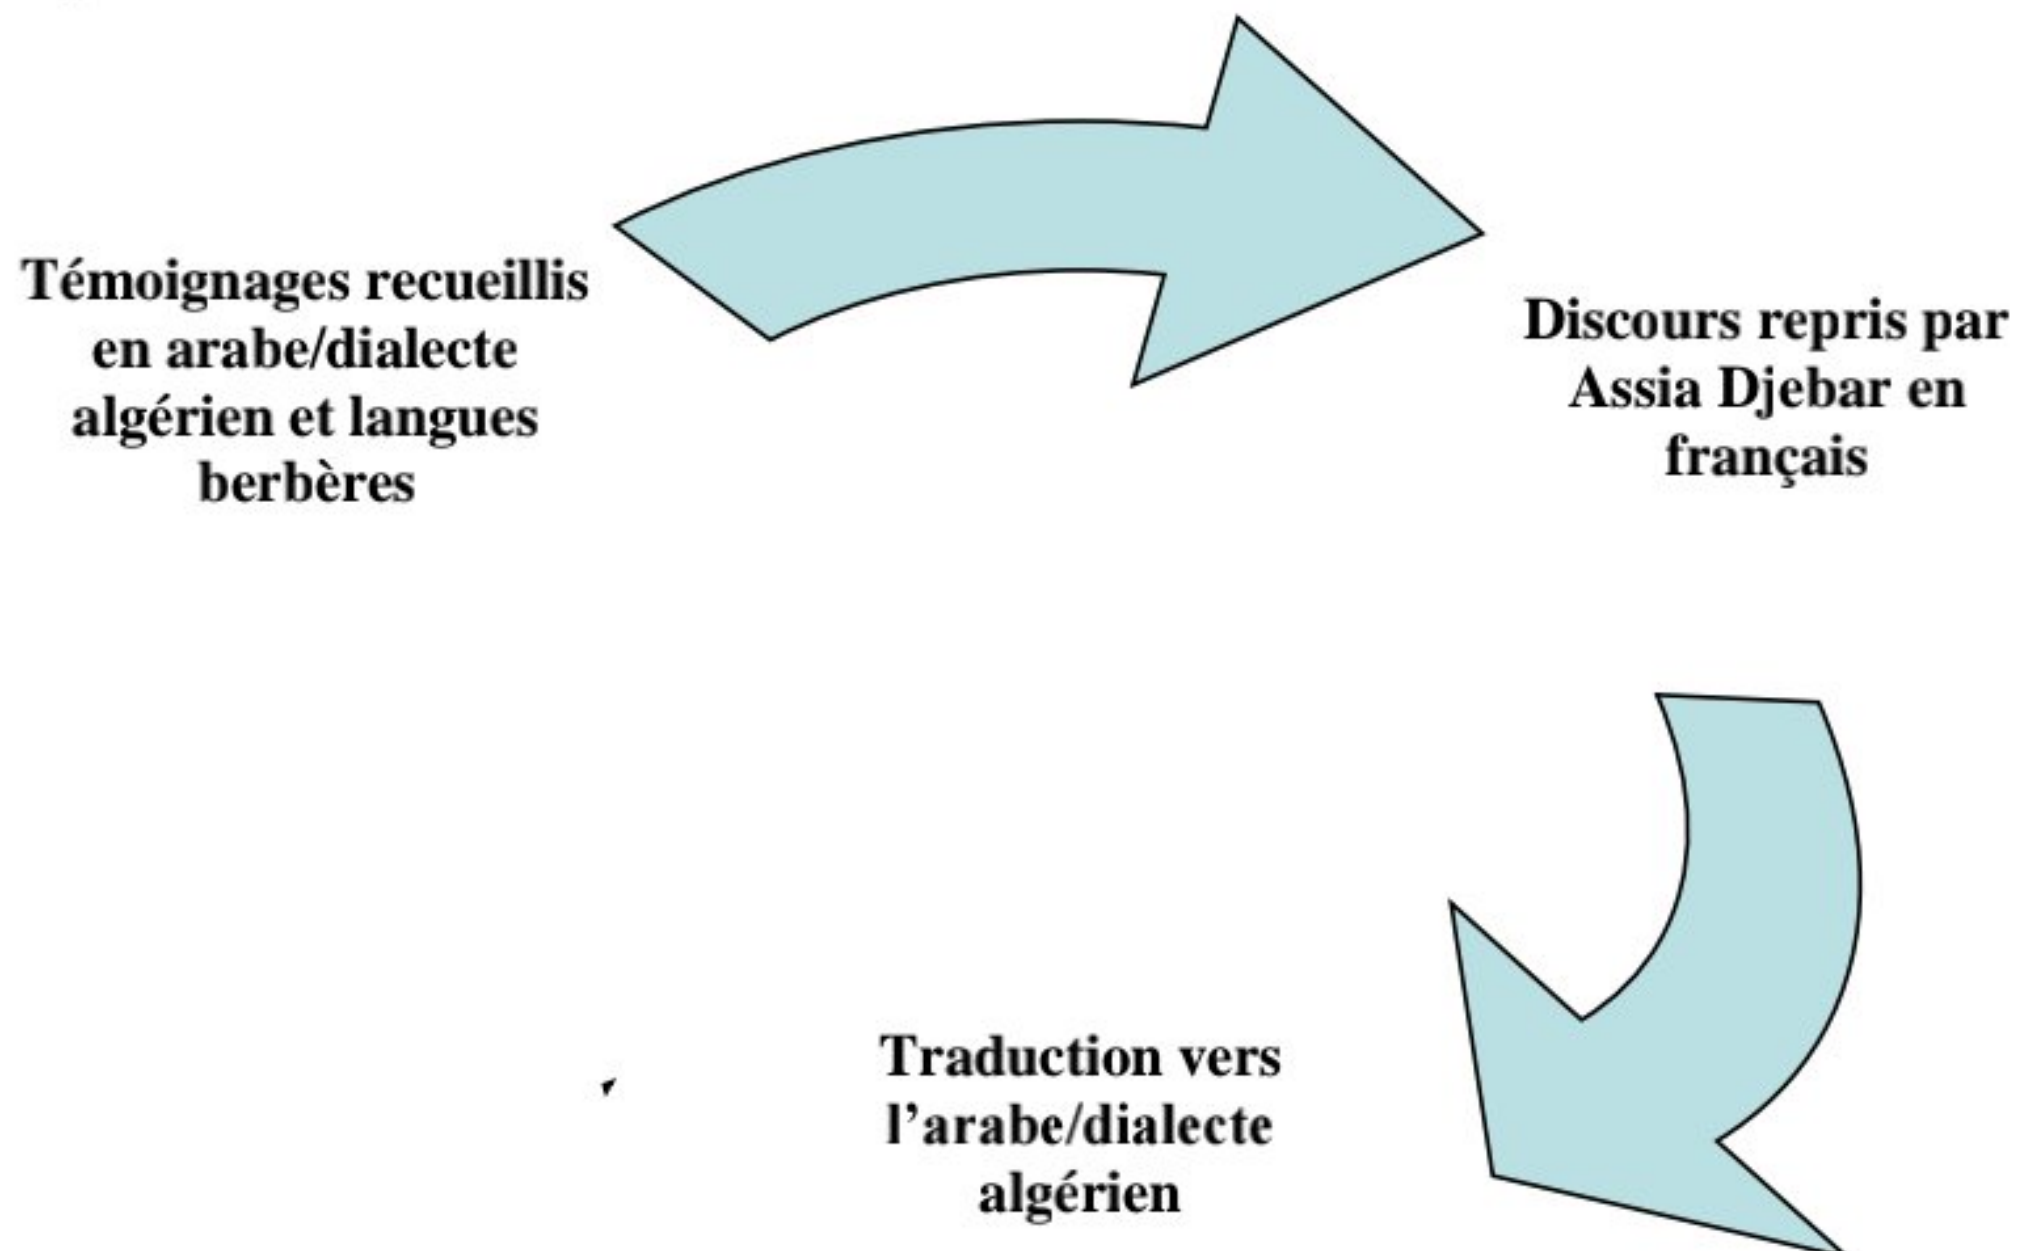 Témoignages recueillis
en arabe/dialecte
algérien et langues
berbères
Discours repris par
Assia Djebar en
français
Traduction vers
l’arabe/dialecte
algérien